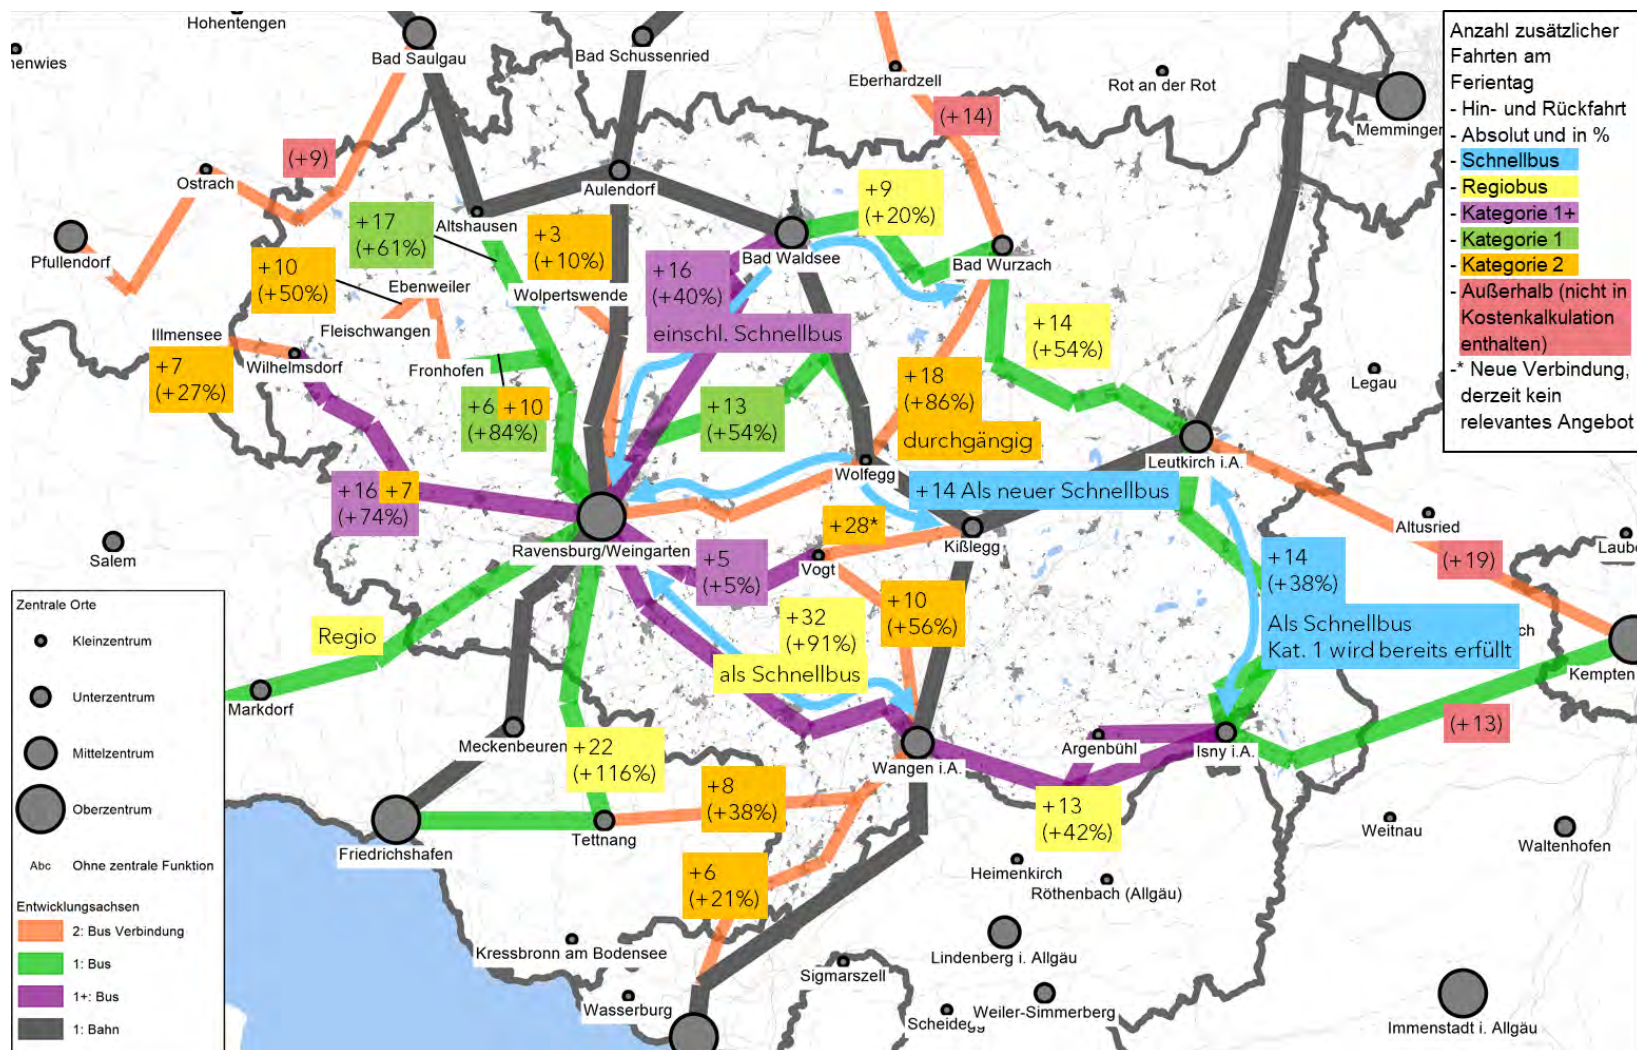 Hohentengen
nenwies
Bad Saulgau
Bad Schussenried
Eberhardzell
Rot an der Rot
Memmingen
Anzahl zusätzlicher
Fahrten am
Ferientag
- Hin- und Rückfahrt
- Absolut und in %
- Schnellbus
- Regiobus
- Kategorie 1+
- Kategorie 1
- Kategorie 2
- Außerhalb (nicht in
Kostenkalkulation
enthalten)
-* Neue Verbindung,
derzeit kein
relevantes Angebot
(+14)
(+9)
Ostrach
Aulendorf
+9
(+20%)
+17
(+61%)
Altshausen
+3
(+10%)
Pfullendorf
Bad Waldsee
Bad Wurzach
+10
(+50%)
Ebenweiler
Wolpertswende
+16
(+40%)
einschl. Schnellbus
Fleischwangen
Illmensee
Wilhelmsdorf
Fronhofen
+7
(+27%)
+14
(+54%)
Legau
+18
(+86%)
durchgängig
+6 +10
(+84%)
+13
(+54%)
Leutkirch i.A.
Wolfegg
+14 Als neuer Schnellbus
+16 +7
(+74%)
Altusried
Salem
Ravensburg/Weingarten
+28*
Kißlegg
Laube
Vogt
+5
(+5%)
(+19)
+14
(+38%)
Als Schnellbus
Kat. 1 wird bereits erfüllt
ch
+10
(+56%)
+32
(+91%)
als Schnellbus
Regio
Kempten
Markdorf
Meckenbeuren
+22
(+116%)
Wangen i.A.
Argenbühl
Isny i.A.
(+13)
+8
(+38%)
+13
(+42%)
Tettnang
Friedrichshafen
Weitnau
Waltenhofen
Heimenkirch
Röthenbach (Allgäu)
+6
(+21%)
Kressbronn am Bodensee
Lindenberg i. Allgäu
Sigmarszell
Wasserburg
Scheidegg
Weiler-Simmerberg
Immenstadt i. Allgäu
Zentrale Orte
Kleinzentrum
Unterzentrum
Mittelzentrum
Oberzentrum
Abc Ohne zentrale Funktion
Entwicklungsachsen
2: Bus Verbindung
1: Bus
1+: Bus
1: Bahn